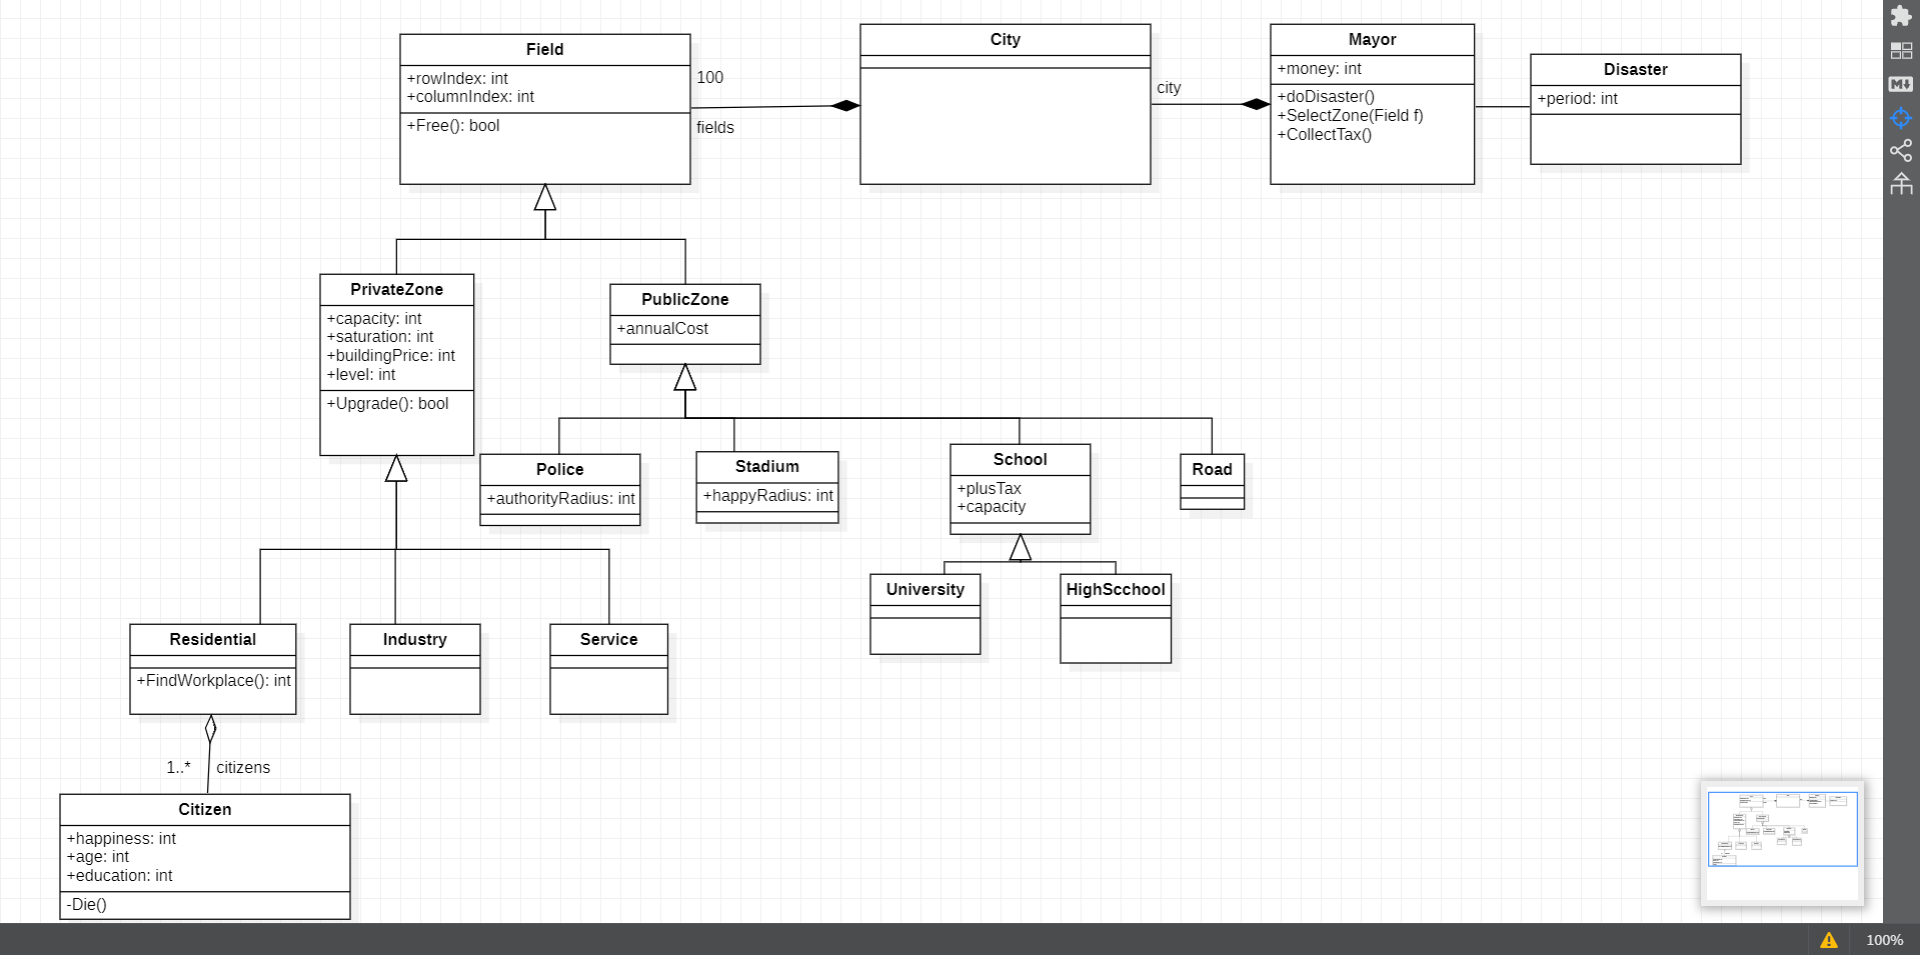 Field
+rowIndex: int
+columnIndex: int
+Free(): bool
100
fields
City
city
Mayor
+money: int
+doDisaster()
+SelectZone(Field f)
+CollectTax()
Disaster
+period: int
PrivateZone
+capacity: int
+saturation: int
+buildingPrice: int
+level: int
+Upgrade(): bool
PublicZone
+annualCost
Police
+authorityRadius: int
Stadium
+happyRadius: int
School
+plusTax
+capacity
Road
University
HighScchool
Residential
+FindWorkplace(): int
Industry
Service
1..*
citizens
Citizen
+happiness: int
+age: int
+education: int
-Die()
100%